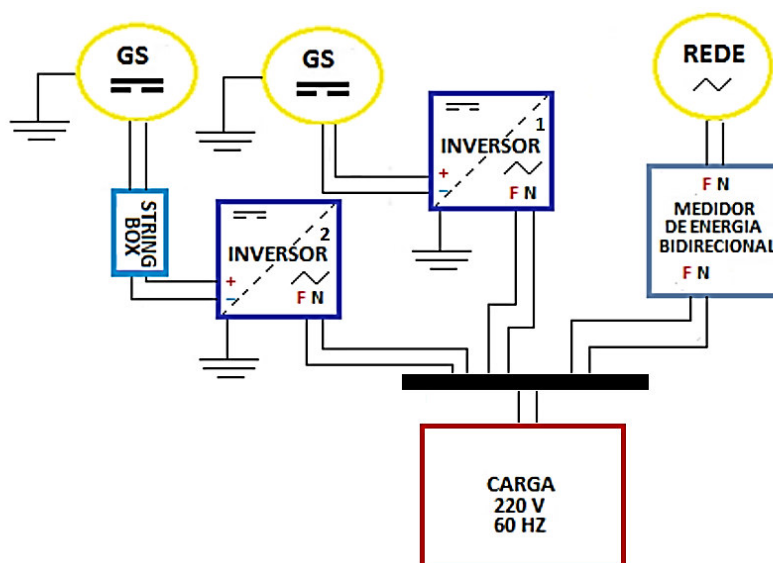 GS
GS
REDE
1
INVERSOR
+
−
F N
F N
MEDIDOR
DE ENERGIA
BIDIRECIONAL
F N
STRING
BOX
2
INVERSOR
+
−
F N
CARGA
220 V
60 HZ